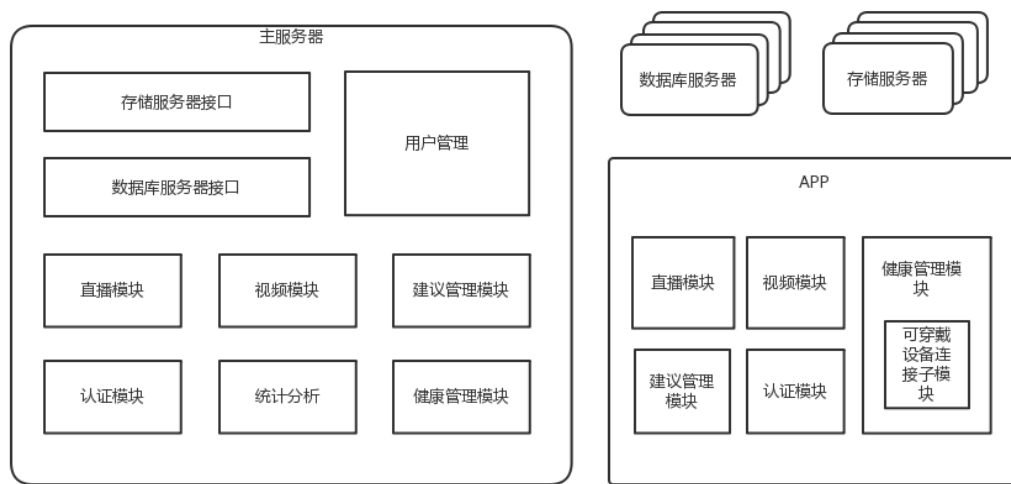 主服务器
存储服务器接口
用户管理
数据库服务器接口
直播模块
视频模块
建议管理模块
认证模块
统计分析
健康管理模块
数据库服务器
存储服务器
APP
直播模块
视频模块
健康管理模
块
可穿戴
设备连
接子模
块
建议管理
模块
认证模块